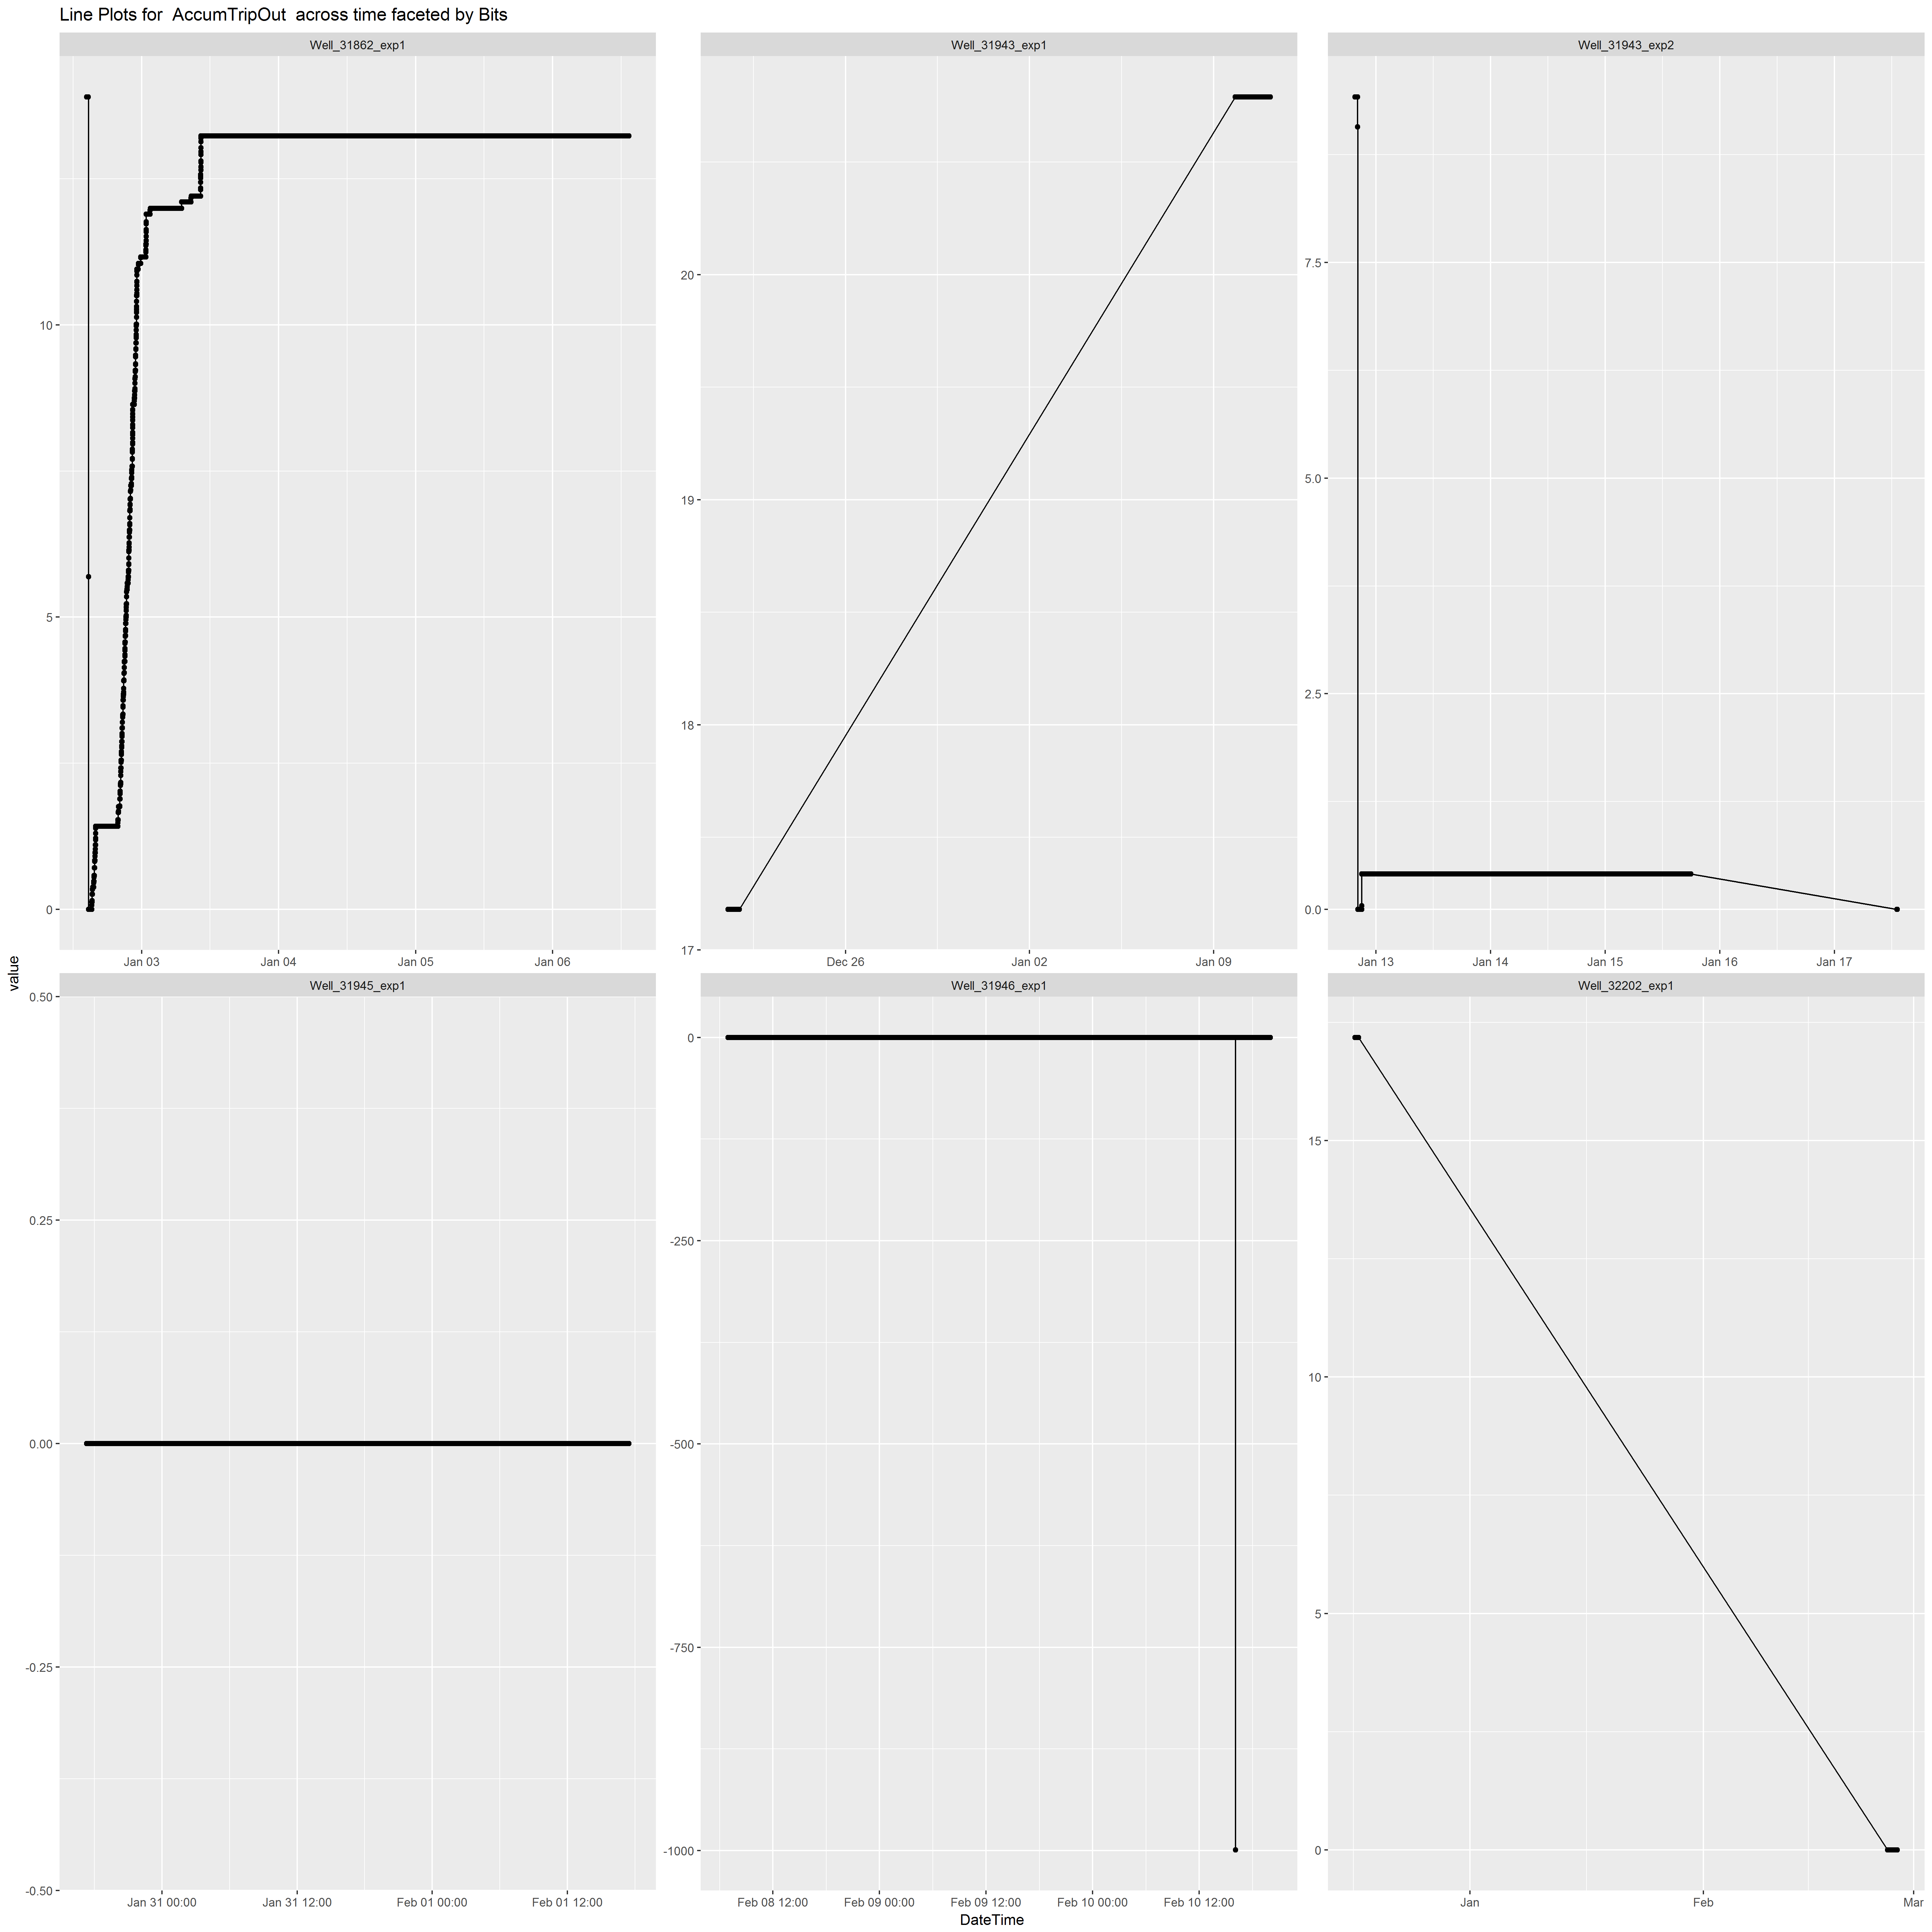 Line Plots for  AccumTripOut  across time faceted by Bits
Well_31862_exp1
Well_31943_exp1
Well_31943_exp2
10
5
0
Jan 03
Jan 04
Jan 05
Jan 06
20
19
18
17
Dec 26
Jan 02
Jan 09
7.5
5.0
2.5
0.0
Jan 13
Jan 14
Jan 15
Jan 16
Jan 17
value
Well_31945_exp1
Well_31946_exp1
Well_32202_exp1
0.50
0.25
0.00
-0.25
-0.50
Jan 31 00:00
Jan 31 12:00
Feb 01 00:00
Feb 01 12:00
0
-250
-500
-750
-1000
Feb 08 12:00
Feb 09 00:00
Feb 09 12:00
Feb 10 00:00
Feb 10 12:00
15
10
5
0
Jan
Feb
Mar
DateTime